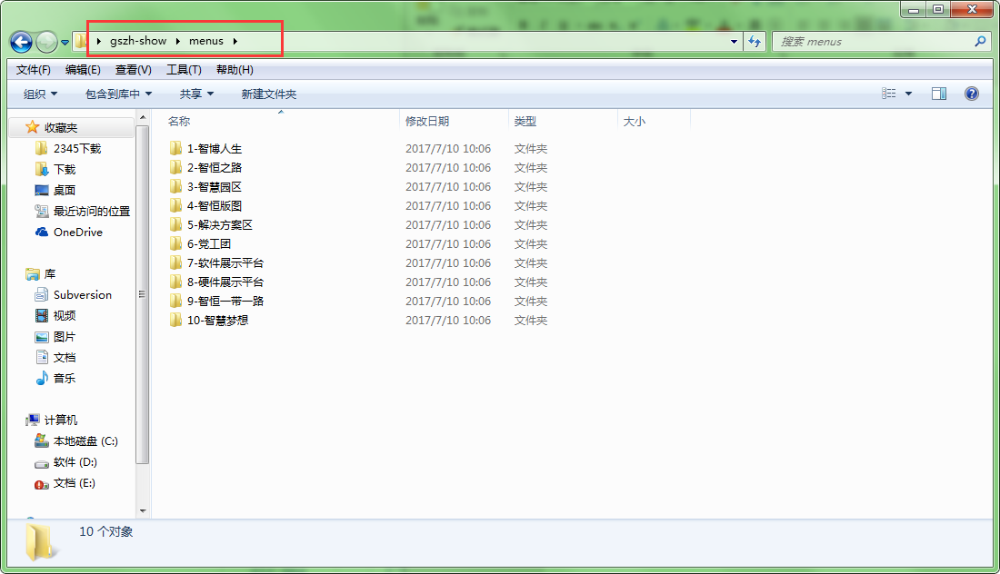 gszh-show menus
搜索 menus
文件(F) 编辑(E) 查看(V) 工具(T) 帮助(H)
组织 包含到库中 共享 新建文件夹
名称 修改日期 类型 大小
收藏夹
2345下载
下载
桌面
最近访问的位置
OneDrive
库
Subversion
视频
图片
文档
音乐
计算机
本地磁盘 (C:)
软件 (D:)
文档 (E:)
1-智博人生 2017/7/10 10:06 文件夹
2-智恒之路 2017/7/10 10:06 文件夹
3-智慧园区 2017/7/10 10:06 文件夹
4-智恒版图 2017/7/10 10:06 文件夹
5-解决方案区 2017/7/10 10:06 文件夹
6-党工团 2017/7/10 10:06 文件夹
7-软件展示平台 2017/7/10 10:06 文件夹
8-硬件展示平台 2017/7/10 10:06 文件夹
9-智恒一带一路 2017/7/10 10:06 文件夹
10-智慧梦想 2017/7/10 10:06 文件夹
10 个对象